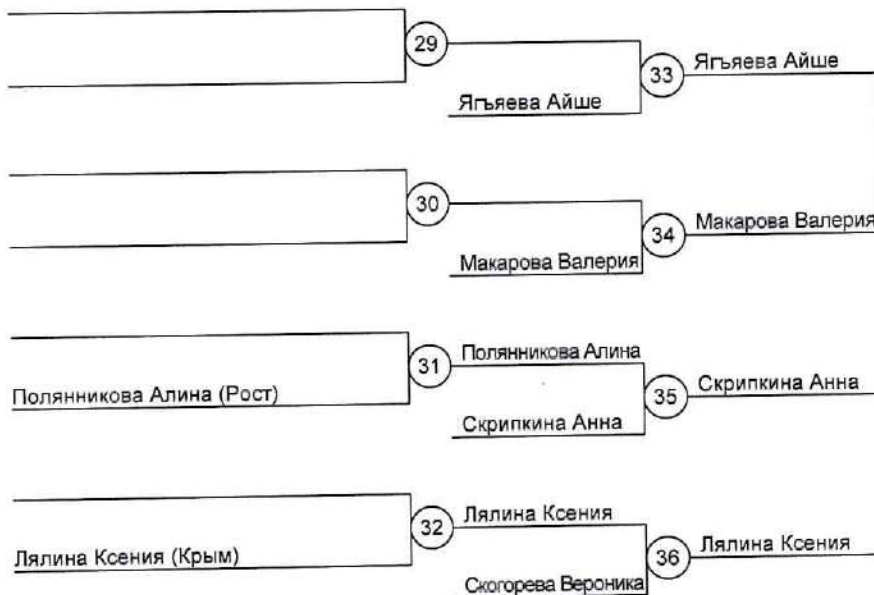 29
33
Ягъяева Айше
Ягъяева Айше
30
34
Макарова Валерия
Макарова Валерия
31
Полянникова Алина
Полянникова Алина (Рост)
35
Скрипкина Анна
Скрипкина Анна
32
Лялина Ксения
Лялина Ксения (Крым)
36
Лялина Ксения
Скогорева Вероника